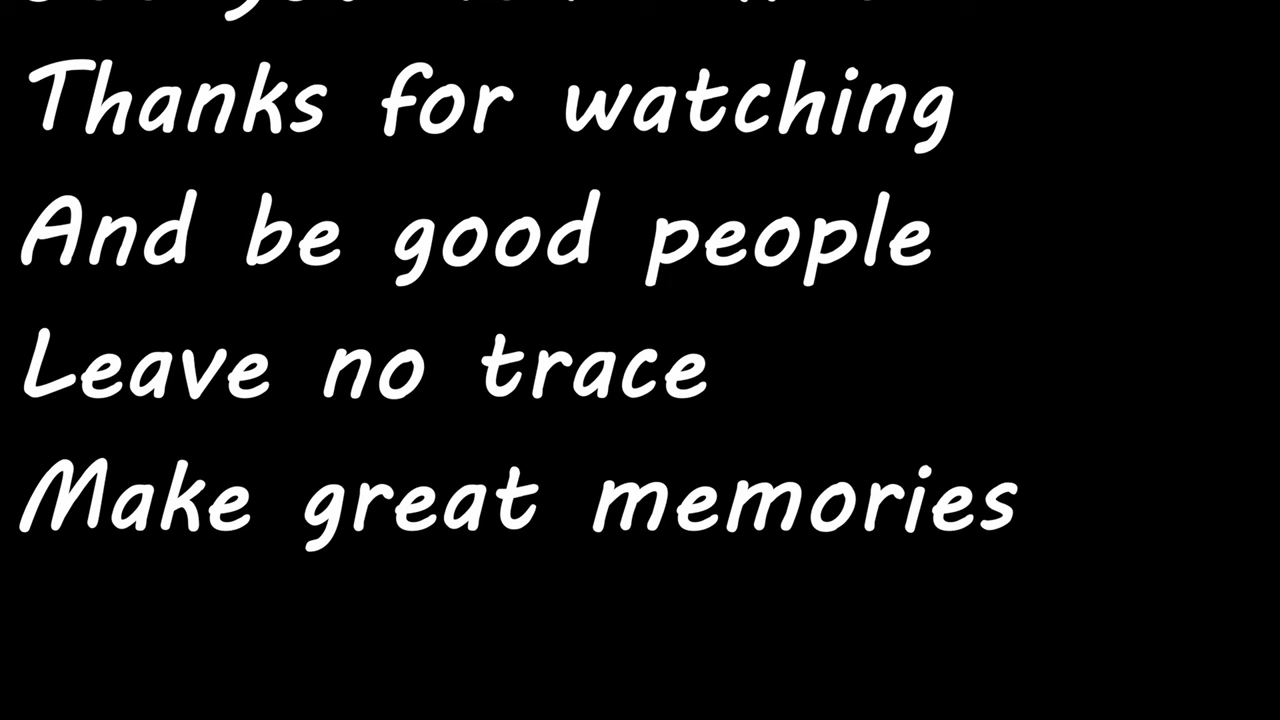 Thanks for watching
And be good people
Leave no trace
Make great memories